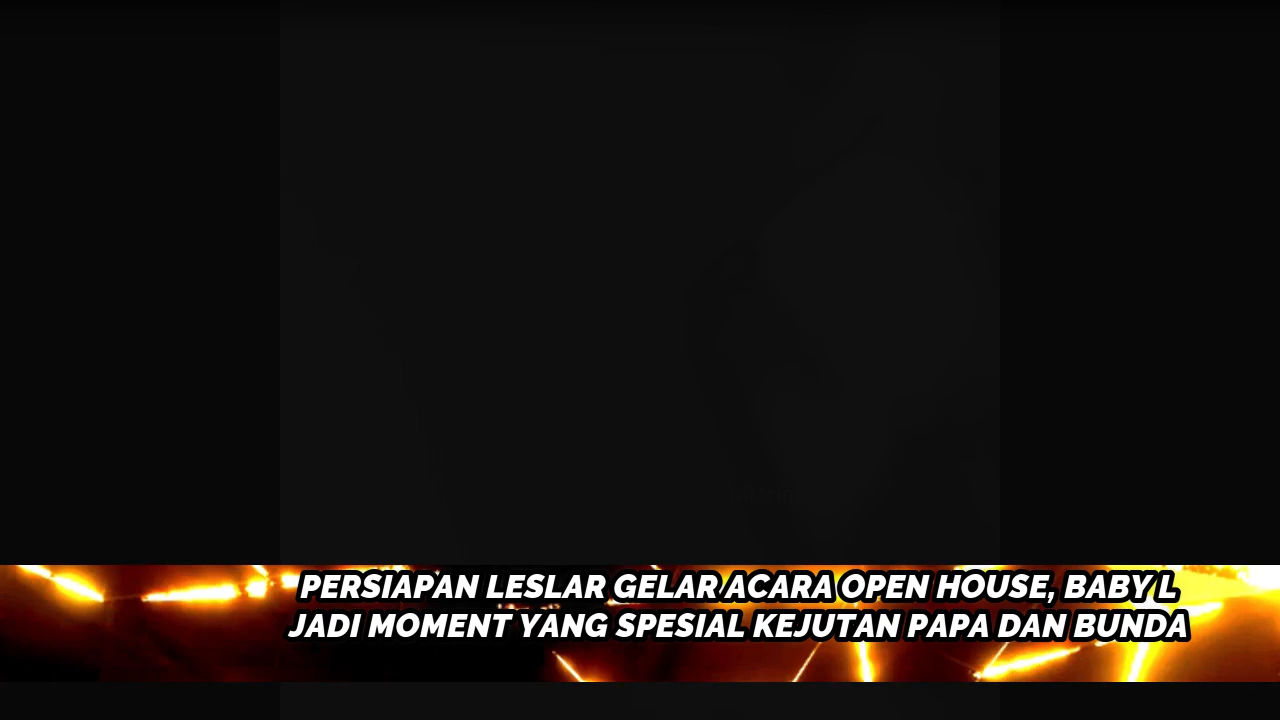 PERSIAPAN LESLAR GELAR ACARA OPEN HOUSE, BABY L
JADI MOMENT YANG SPESIAL KEJUTAN PAPA DAN BUNDA